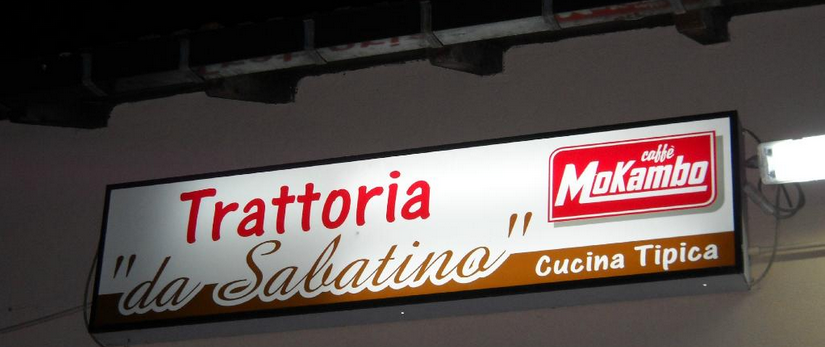 Trattoria
"da Sabatino"
caffè
MoKambo
Cucina Tipica